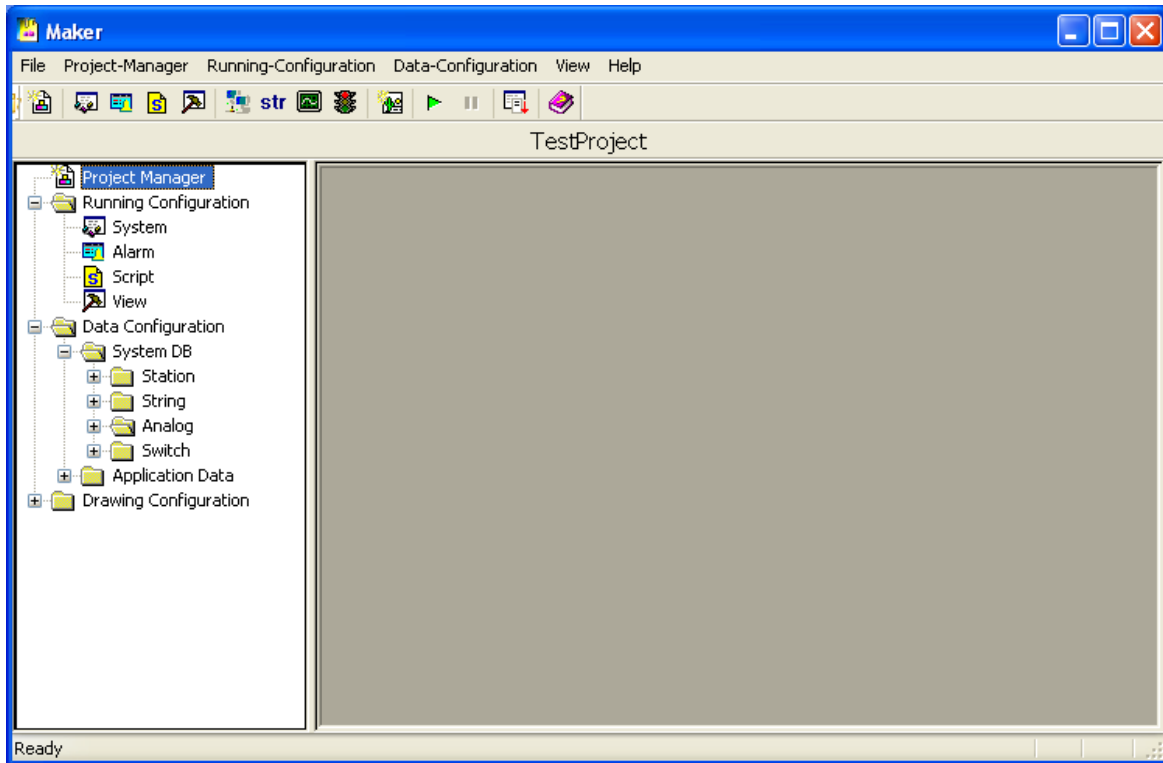 Maker
File Project-Manager Running-Configuration Data-Configuration View Help
S str
TestProject
Project Manager
Running Configuration
System
Alarm
S Script
View
Data Configuration
System DB
Station
String
Analog
Switch
Application Data
Drawing Configuration
Ready